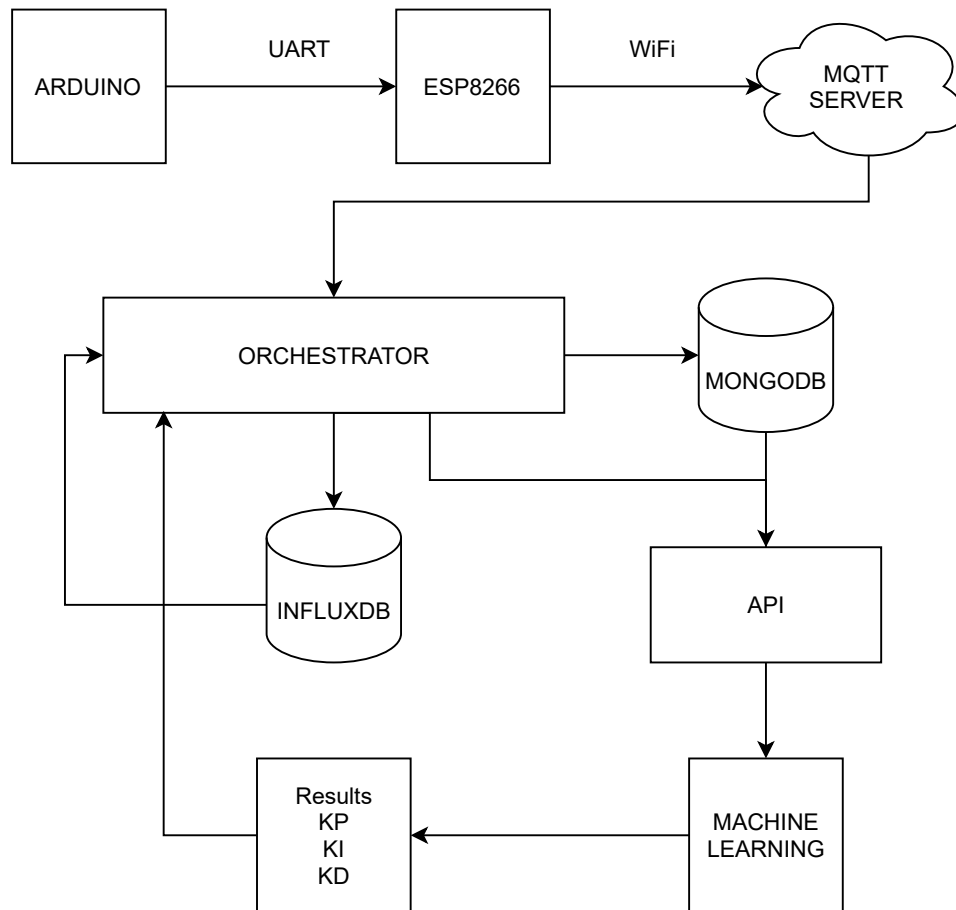 UART
WiFi
ARDUINO
ESP8266
MQTT
SERVER
ORCHESTRATOR
MONGODB
INFLUXDB
API
Results
KP
KI
KD
MACHINE
LEARNING